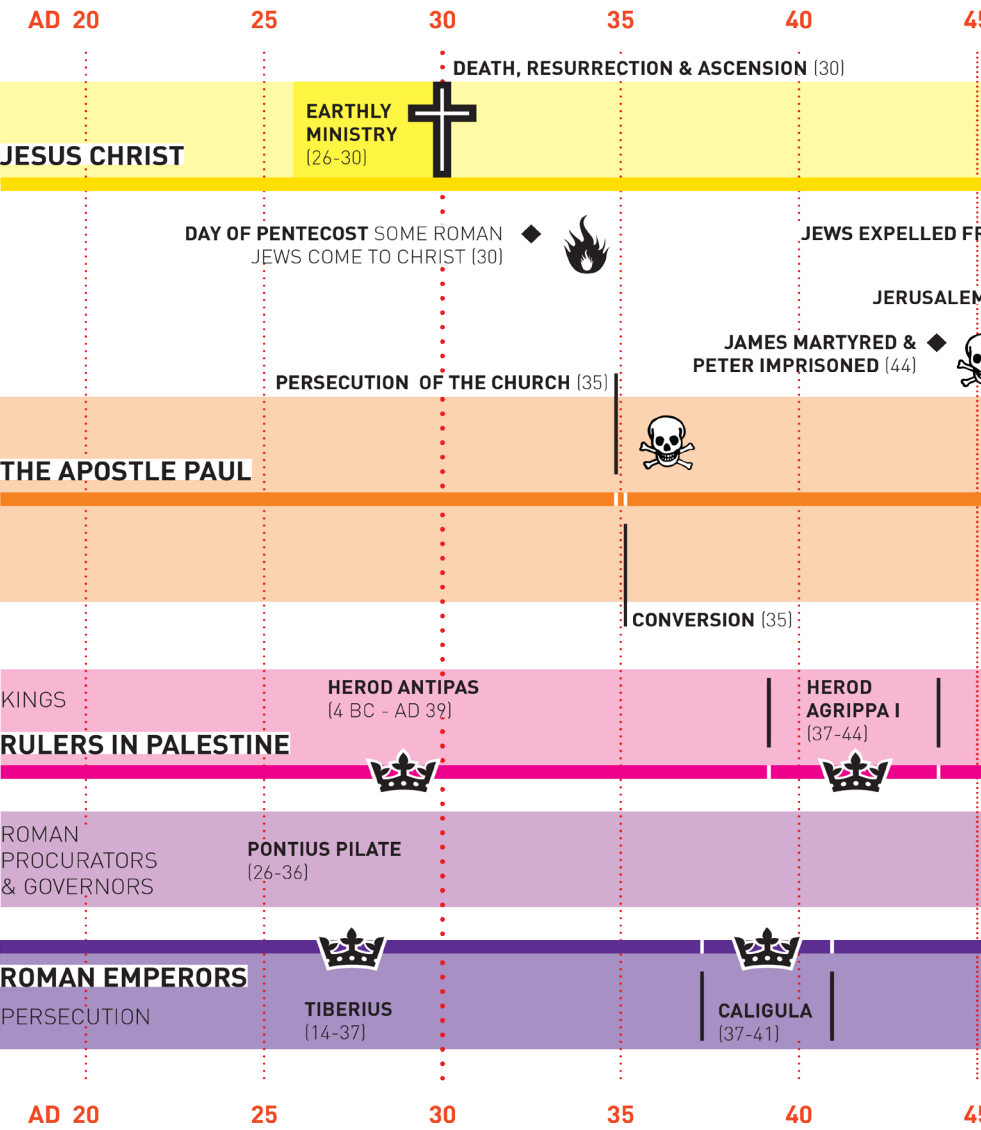 AD 20 25 30 35 40
DEATH, RESURRECTION & ASCENSION (30)
EARTHLY
MINISTRY
(26-30)
JESUS CHRIST
DAY OF PENTECOST SOME ROMAN
JEWS COME TO CHRIST (30)
JEWS EXPELLED
JERUSALEM
JAMES MARTYRED &
PETER IMPRISONED (44)
PERSECUTION OF THE CHURCH (35)
THE APOSTLE PAUL
CONVERSION (35)
KINGS
HEROD ANTIPAS
(4 BC - AD 39)
HEROD
AGRIPPA I
(37-44)
RULERS IN PALESTINE
ROMAN
PROCURATORS
& GOVERNORS
PONTIUS PILATE
(26-36)
ROMAN EMPERORS
PERSECUTION
TIBERIUS
(14-37)
CALIGULA
(37-41)
AD 20 25 30 35 40